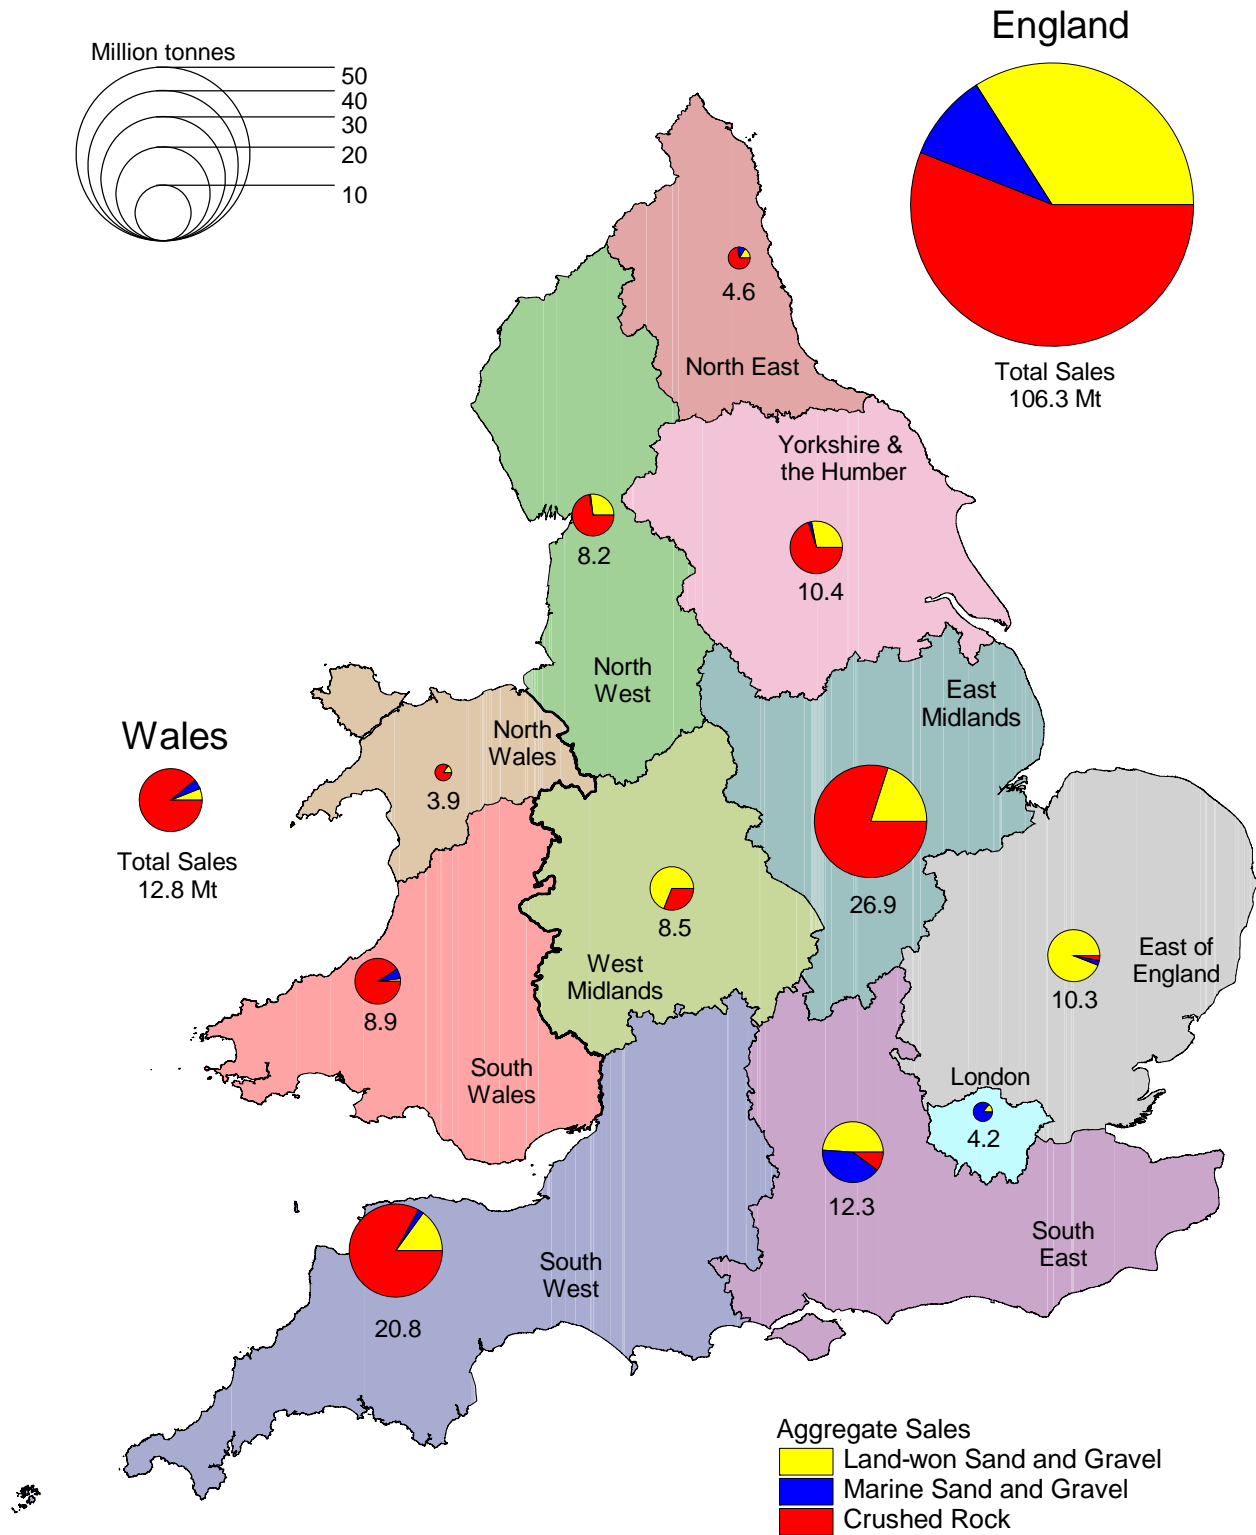 England
Million tonnes
50
40
30
20
10
Total Sales
106.3 Mt
4.6
North East
Yorkshire &
the Humber
8.2
10.4
North
West
East
Midlands
Wales
North
Wales
3.9
Total Sales
12.8 Mt
26.9
8.5
East of
England
West
Midlands
10.3
8.9
South
Wales
London
4.2
12.3
South
East
South
West
20.8
Aggregate Sales
Land-won Sand and Gravel
Marine Sand and Gravel
Crushed Rock